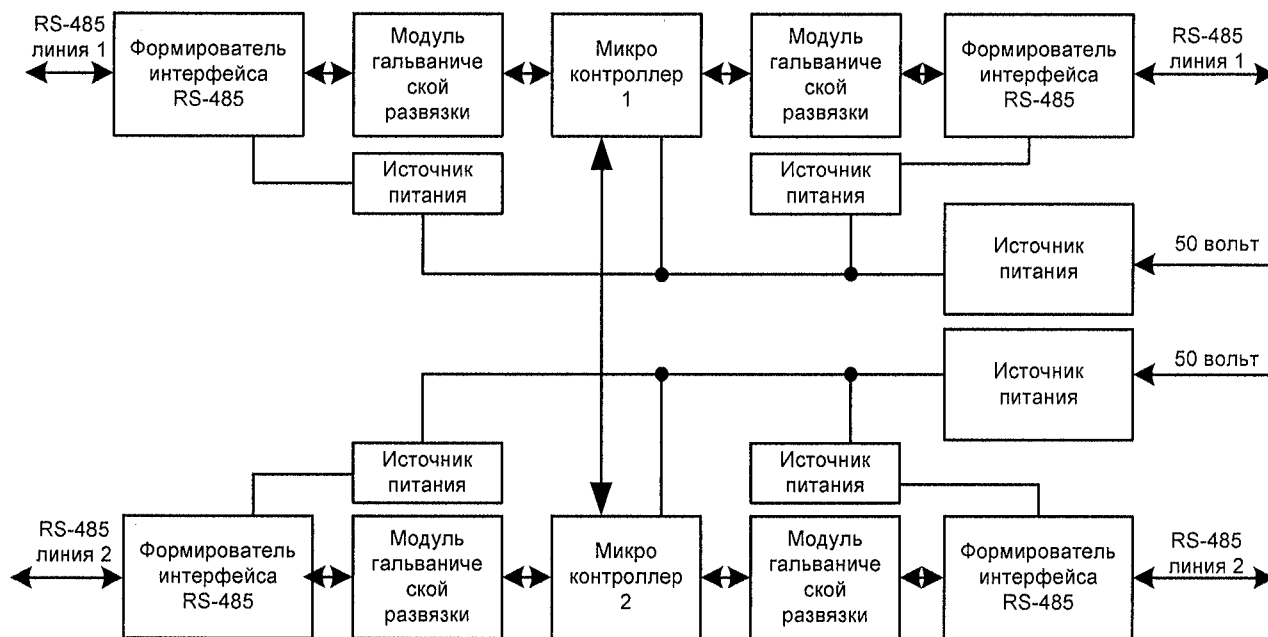 RS-485
линия 1
Формирователь
интерфейса
RS-485
Модуль
гальваниче
ской
развязки
Микро
контроллер
1
Модуль
гальваниче
ской
развязки
Формирователь
интерфейса
RS-485
RS-485
линия 1
Источник
питания
Источник
питания
Источник
питания
50 вольт
Источник
питания
50 вольт
Источник
питания
Источник
питания
RS-485
линия 2
Формирователь
интерфейса
RS-485
Модуль
гальваниче
ской
развязки
Микро
контроллер
2
Модуль
гальваниче
ской
развязки
Формирователь
интерфейса
RS-485
RS-485
линия 2